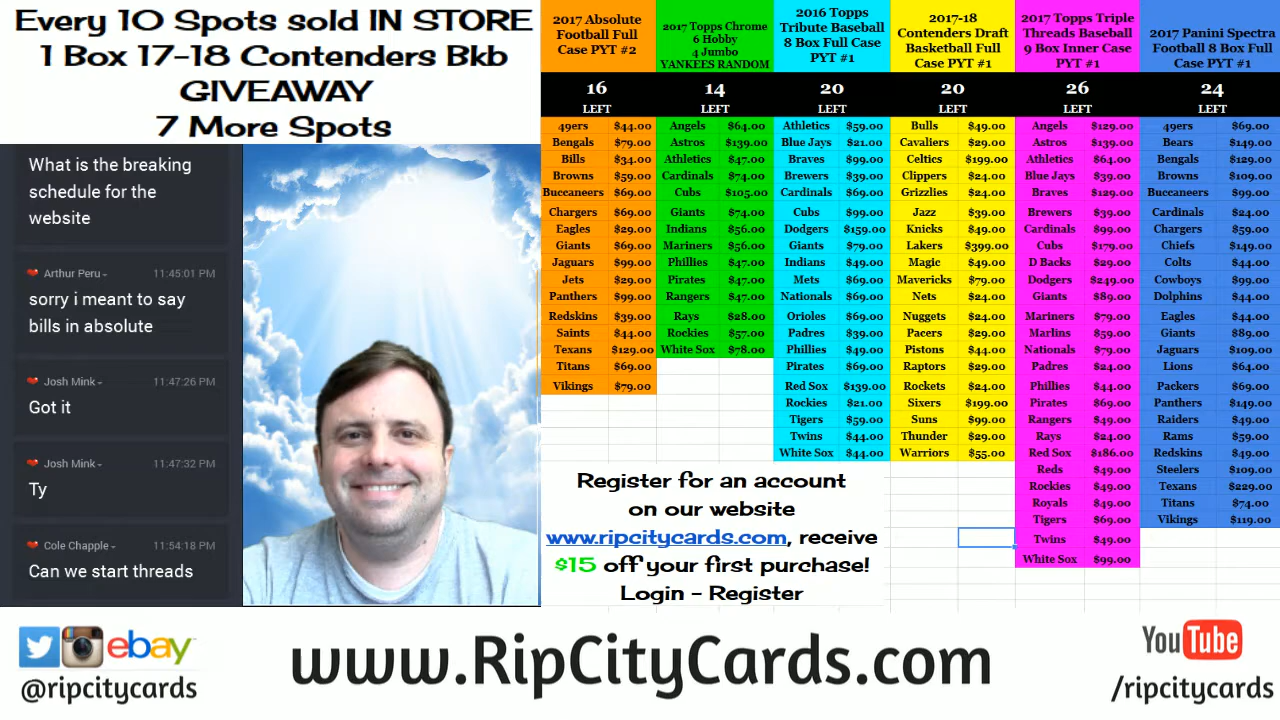 Every 10 Spots sold IN STORE
1 Box 17-18 Contenders Bkb
GIVEAWAY
7 More Spots
What is the breaking
schedule for the
website
Arthur Peru 11:45:01 PM
sorry i meant to say
bills in absolute
Josh Mink 11:47:26 PM
Got it
Josh Mink 11:47:32 PM
Ty
Cole Chapple 11:54:18 PM
Can we start threads
2017 Absolute
Football Full
Case PYT #2
16
LEFT
49ers $44.00
Bengals $79.00
Bills $34.00
Browns $59.00
Buccaneers $69.00
Chargers $69.00
Eagles $29.00
Giants $69.00
Jaguars $99.00
Jets $29.00
Panthers $99.00
Redskins $39.00
Saints $44.00
Texans $129.00
Titans $69.00
Vikings $79.00
2017 Topps Chrome
6 Hobby
4 Jumbo
YANKEES RANDOM
14
LEFT
Angels $64.00
Astros $139.00
Athletics $47.00
Cardinals $74.00
Cubs $105.00
Giants $74.00
Indians $56.00
Mariners $56.00
Phillies $47.00
Pirates $47.00
Rangers $47.00
Rays $28.00
Rockies $57.00
White Sox $78.00
2016 Topps
Tribute Baseball
8 Box Full Case
PYT #1
20
LEFT
Athletics $59.00
Blue Jays $21.00
Braves $99.00
Brewers $39.00
Cardinals $69.00
Cubs $99.00
Dodgers $159.00
Giants $79.00
Indians $49.00
Mets $69.00
Nationals $69.00
Orioles $69.00
Padres $39.00
Phillies $49.00
Pirates $69.00
Red Sox $139.00
Rockies $21.00
Tigers $59.00
Twins $44.00
White Sox $44.00
2017-18
Contenders Draft
Basketball Full
Case PYT #1
20
LEFT
Bulls $49.00
Cavaliers $29.00
Celtics $199.00
Clippers $24.00
Grizzlies $24.00
Jazz $39.00
Knicks $49.00
Lakers $399.00
Magic $49.00
Mavericks $79.00
Nets $24.00
Nuggets $24.00
Pacers $29.00
Pistons $44.00
Raptors $29.00
Rockets $24.00
Sixers $199.00
Suns $99.00
Thunder $29.00
Warriors $55.00
2017 Topps Triple
Threads Baseball
9 Box Inner Case
PYT #1
26
LEFT
Angels $129.00
Astros $139.00
Athletics $64.00
Blue Jays $39.00
Braves $129.00
Brewers $39.00
Cardinals $99.00
Cubs $179.00
D Backs $29.00
Dodgers $249.00
Giants $89.00
Mariners $79.00
Marlins $59.00
Nationals $79.00
Padres $24.00
Phillies $44.00
Pirates $69.00
Rangers $49.00
Rays $24.00
Red Sox $186.00
Reds $49.00
Rockies $49.00
Royals $49.00
Tigers $69.00
Twins $49.00
White Sox $99.00
2017 Panini Spectra
Football 8 Box Full
Case PYT #1
24
LEFT
49ers $69.00
Bears $149.00
Bengals $129.00
Browns $109.00
Buccaneers $99.00
Cardinals $24.00
Chargers $59.00
Chiefs $149.00
Colts $44.00
Cowboys $99.00
Dolphins $44.00
Eagles $44.00
Giants $89.00
Jaguars $109.00
Lions $64.00
Packers $69.00
Panthers $149.00
Raiders $49.00
Rams $59.00
Redskins $49.00
Steelers $109.00
Texans $229.00
Titans $74.00
Vikings $119.00
Register for an account
on our website
www.ripcitycards.com, receive
$15 off your first purchase!
Login - Register
ebay
@ripcitycards
www.RipCityCards.com
YouTube
/ripcitycards